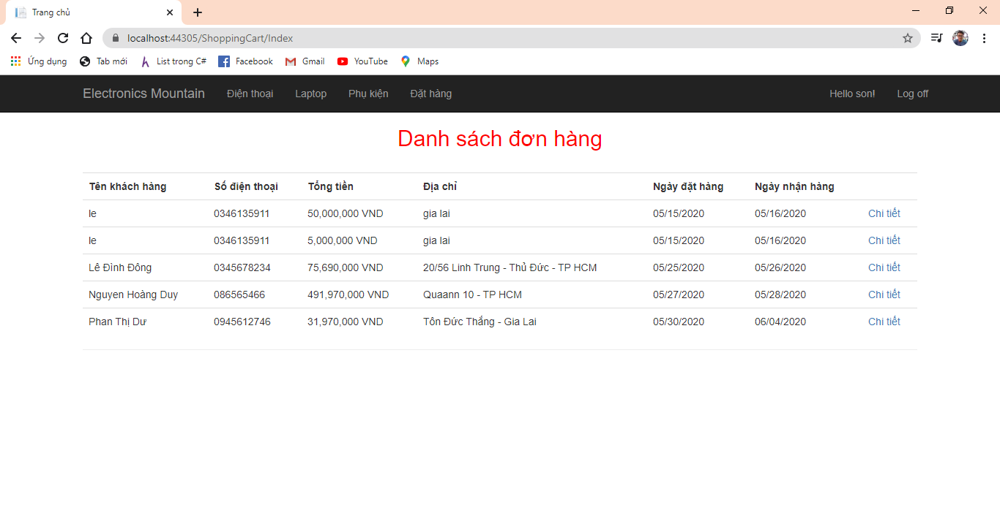 Trang chủ
localhost:44305/ShoppingCart/Index
Ứng dụng Tab mới List trong C# Facebook Gmail YouTube Maps
Electronics Mountain Điện thoại Laptop Phụ kiện Đặt hàng Hello son! Log off
Danh sách đơn hàng
Tên khách hàng Số điện thoại Tổng tiền Địa chỉ Ngày đặt hàng Ngày nhận hàng
le 0346135911 50,000,000 VND gia lai 05/15/2020 05/16/2020 Chi tiết
le 0346135911 5,000,000 VND gia lai 05/15/2020 05/16/2020 Chi tiết
Lê Đình Đông 0345678234 75,690,000 VND 20/56 Linh Trung - Thủ Đức - TP HCM 05/25/2020 05/26/2020 Chi tiết
Nguyen Hoàng Duy 086565466 491,970,000 VND Quaann 10 - TP HCM 05/27/2020 05/28/2020 Chi tiết
Phan Thị Dư 0945612746 31,970,000 VND Tôn Đức Thắng - Gia Lai 05/30/2020 06/04/2020 Chi tiết